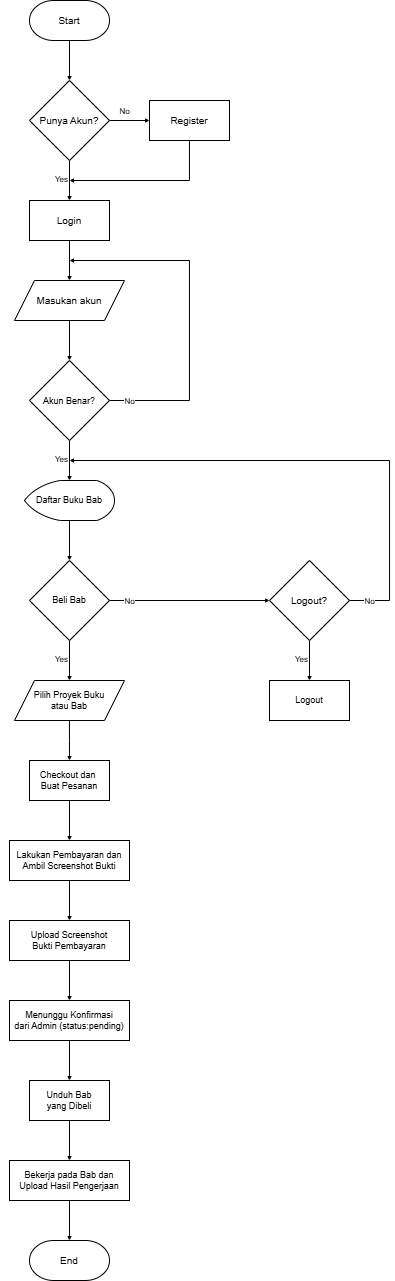 Start
Punya Akun?
No
Register
Yes
Login
Masukan akun
Akun Benar?
No
Yes
Daftar Buku Bab
Beli Bab
No
Logout?
No
Yes
Yes
Pilih Proyek Buku
atau Bab
Logout
Checkout dan
Buat Pesanan
Lakukan Pembayaran dan
Ambil Screenshot Bukti
Upload Screenshot
Bukti Pembayaran
Menunggu Konfirmasi
dari Admin (status:pending)
Unduh Bab
yang Dibeli
Bekerja pada Bab dan
Upload Hasil Pengerjaan
End